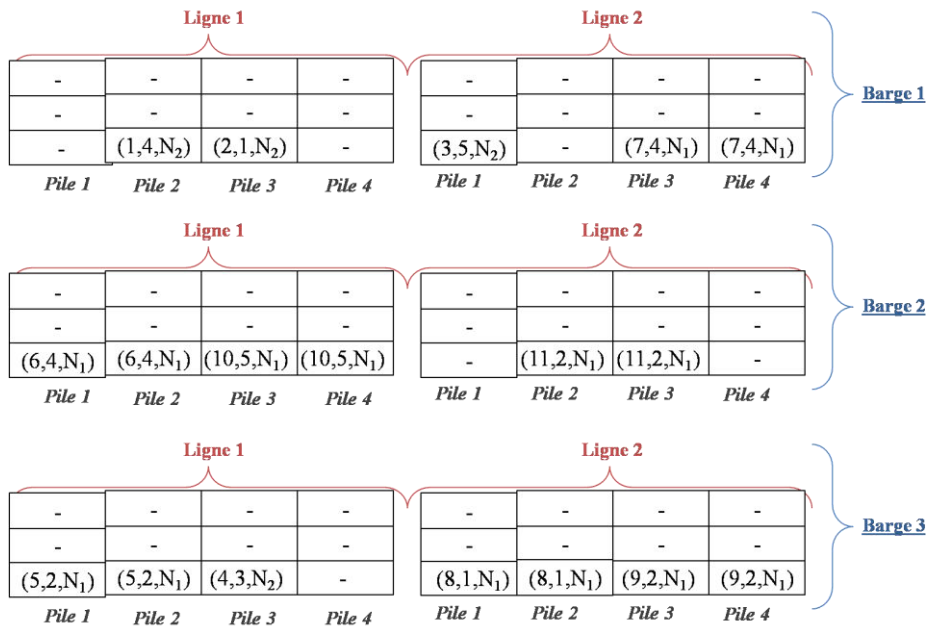 Ligne 1 Ligne 2
- - - - - - - -
- - - - - - - -
- (1,4,N₂) (2,1,N₂) - (3,5,N₂) - (7,4,N₁) (7,4,N₁)
Barge 1
Pile 1 Pile 2 Pile 3 Pile 4 Pile 1 Pile 2 Pile 3 Pile 4
Ligne 1 Ligne 2
- - - - - - - -
- - - - - - - -
(6,4,N₁) (6,4,N₁) (10,5,N₁) (10,5,N₁) - (11,2,N₁) (11,2,N₁) -
Barge 2
Pile 1 Pile 2 Pile 3 Pile 4 Pile 1 Pile 2 Pile 3 Pile 4
Ligne 1 Ligne 2
- - - - - - - -
- - - - - - - -
(5,2,N₁) (5,2,N₁) (4,3,N₂) - (8,1,N₁) (8,1,N₁) (9,2,N₁) (9,2,N₁)
Barge 3
Pile 1 Pile 2 Pile 3 Pile 4 Pile 1 Pile 2 Pile 3 Pile 4